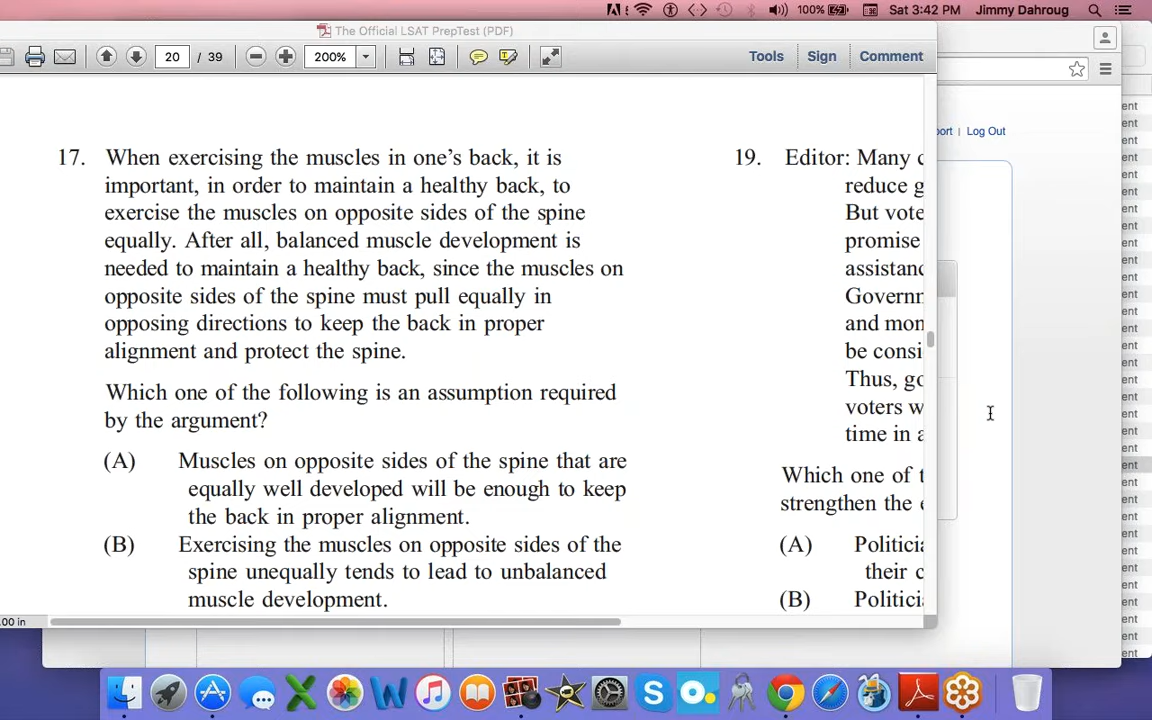 100%
Sat 3:42 PM
Jimmy Dahroug
The Official LSAT PrepTest (PDF)
20 / 39
200%
Tools
Sign
Comment
Log Out
17. When exercising the muscles in one's back, it is
important, in order to maintain a healthy back, to
exercise the muscles on opposite sides of the spine
equally. After all, balanced muscle development is
needed to maintain a healthy back, since the muscles on
opposite sides of the spine must pull equally in
opposing directions to keep the back in proper
alignment and protect the spine.
Which one of the following is an assumption required
by the argument?
(A) Muscles on opposite sides of the spine that are
equally well developed will be enough to keep
the back in proper alignment.
(B) Exercising the muscles on opposite sides of the
spine unequally tends to lead to unbalanced
muscle development.
19. Editor: Many c
reduce g
But vote
promise
assistanc
Governm
and mon
be consi
Thus, go
voters w
time in a
Which one of t
strengthen the e
(A) Politicia
their c
(B) Politicia
.00 in